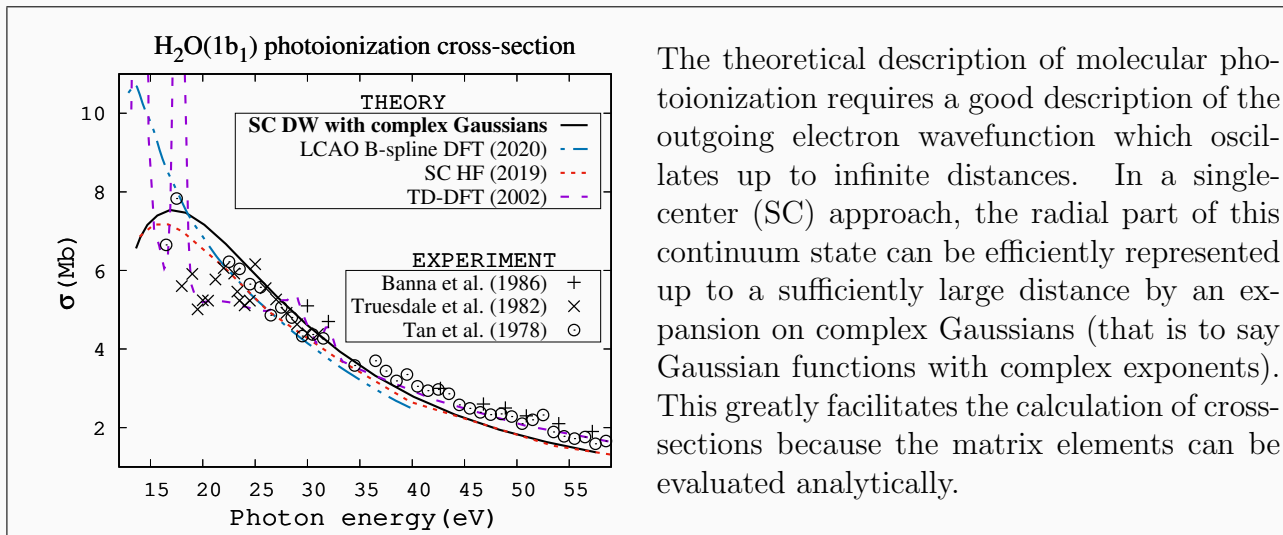 H₂O(1b₁) photoionization cross-section
THEORY
SC DW with complex Gaussians
LCAO B-spline DFT (2020)
SC HF (2019)
TD-DFT (2002)
EXPERIMENT
Banna et al. (1986)
Truesdale et al. (1982)
Tan et al. (1978)
σ(Mb)
10
8
6
4
2
15 20 25 30 35 40 45 50 55
Photon energy(eV)
The theoretical description of molecular pho-
toionization requires a good description of the
outgoing electron wavefunction which oscil-
lates up to infinite distances. In a single-
center (SC) approach, the radial part of this
continuum state can be efficiently represented
up to a sufficiently large distance by an ex-
pansion on complex Gaussians (that is to say
Gaussian functions with complex exponents).
This greatly facilitates the calculation of cross-
sections because the matrix elements can be
evaluated analytically.